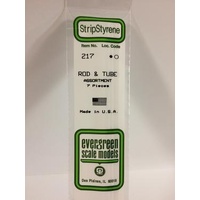 StripStyrene
Item No. Loc. Code
217
ROD & TUBE
ASSORTMENT
7 Pieces
Made in U.S.A.
evergreen
scale models
Des Plaines, IL 60018